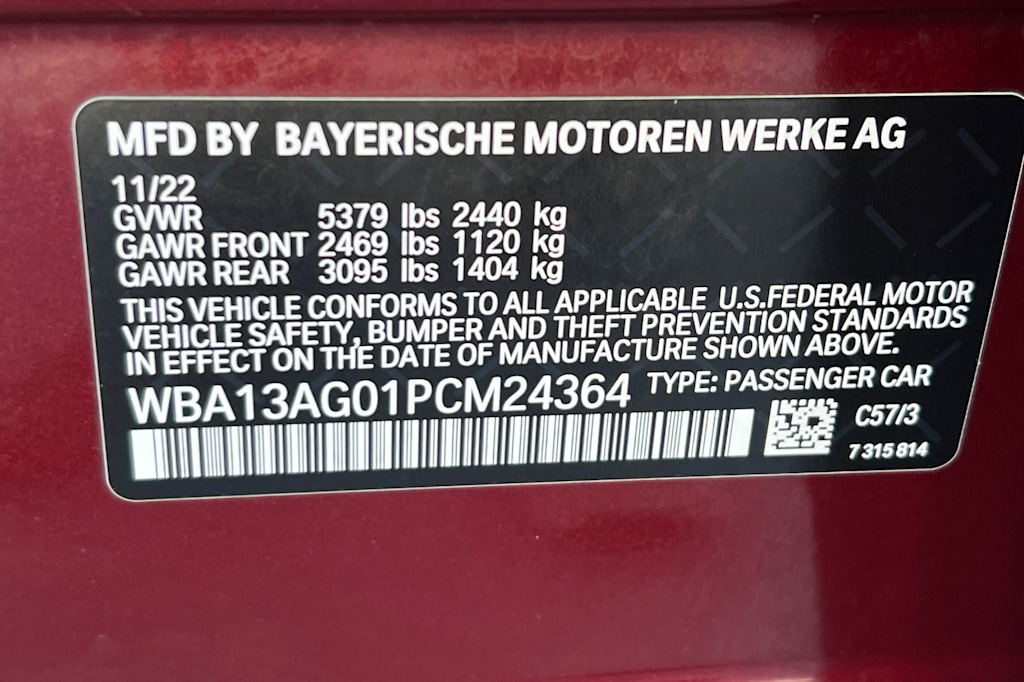 MFD BY BAYERISCHE MOTOREN WERKE AG
11/22
GVWR 5379 lbs 2440 kg
GAWR FRONT 2469 lbs 1120 kg
GAWR REAR 3095 lbs 1404 kg
THIS VEHICLE CONFORMS TO ALL APPLICABLE U.S.FEDERAL MOTOR
VEHICLE SAFETY, BUMPER AND THEFT PREVENTION STANDARDS
IN EFFECT ON THE DATE OF MANUFACTURE SHOWN ABOVE.
WBA13AG01PCM24364 TYPE: PASSENGER CAR
C57/3
7 315 814